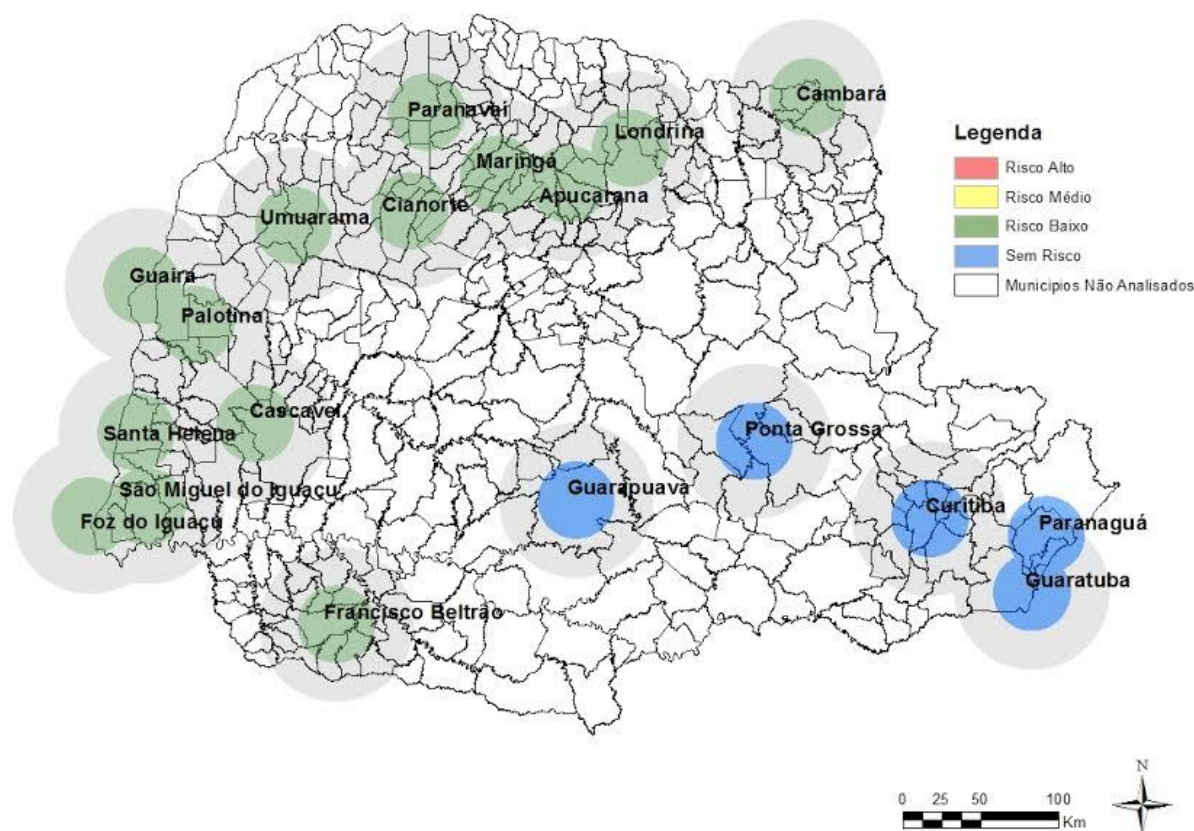 Cambará
Paranavaí
Londrina
Maringá
Apucarana
Cianorte
Umuarama
Guaira
Palotina
Cascavel
Santa Helena
São Miguel do Iguaçu
Foz do Iguaçu
Francisco Beltrão
Guarapuava
Ponta Grossa
Curitiba
Paranaguá
Guaratuba
Legenda
Risco Alto
Risco Médio
Risco Baixo
Sem Risco
Municipios Não Analisados
N
0 25 50 100
Km